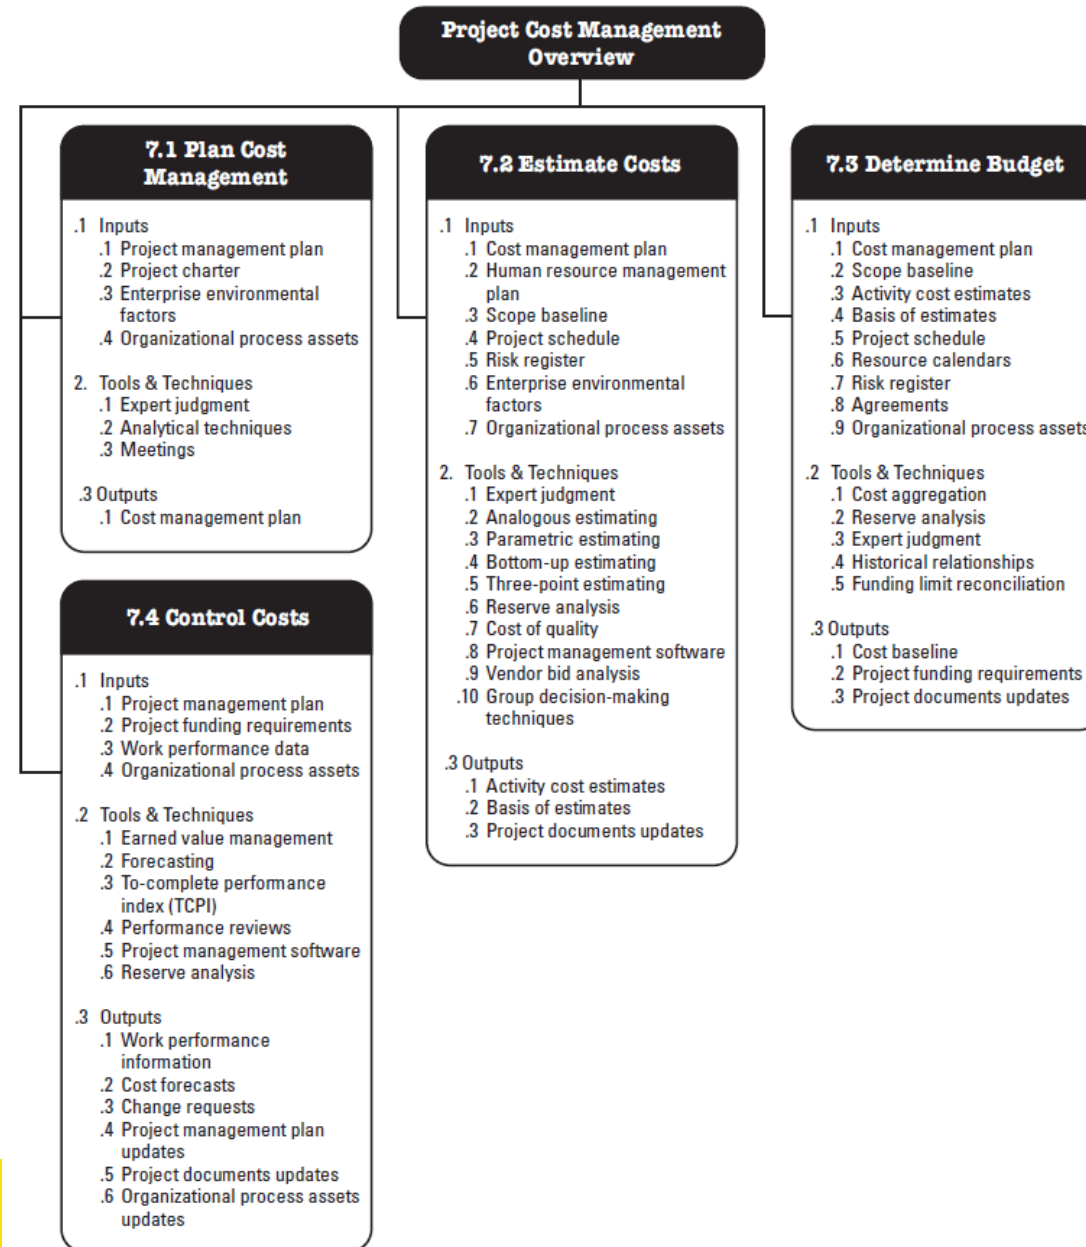 Project Cost Management
Overview
7.1 Plan Cost
Management
.1 Inputs
.1 Project management plan
.2 Project charter
.3 Enterprise environmental
factors
.4 Organizational process assets
2. Tools & Techniques
.1 Expert judgment
.2 Analytical techniques
.3 Meetings
.3 Outputs
.1 Cost management plan
7.2 Estimate Costs
.1 Inputs
.1 Cost management plan
.2 Human resource management
plan
.3 Scope baseline
.4 Project schedule
.5 Risk register
.6 Enterprise environmental
factors
.7 Organizational process assets
2. Tools & Techniques
.1 Expert judgment
.2 Analogous estimating
.3 Parametric estimating
.4 Bottom-up estimating
.5 Three-point estimating
.6 Reserve analysis
.7 Cost of quality
.8 Project management software
.9 Vendor bid analysis
.10 Group decision-making
techniques
.3 Outputs
.1 Activity cost estimates
.2 Basis of estimates
.3 Project documents updates
7.3 Determine Budget
.1 Inputs
.1 Cost management plan
.2 Scope baseline
.3 Activity cost estimates
.4 Basis of estimates
.5 Project schedule
.6 Resource calendars
.7 Risk register
.8 Agreements
.9 Organizational process assets
.2 Tools & Techniques
.1 Cost aggregation
.2 Reserve analysis
.3 Expert judgment
.4 Historical relationships
.5 Funding limit reconciliation
.3 Outputs
.1 Cost baseline
.2 Project funding requirements
.3 Project documents updates
7.4 Control Costs
.1 Inputs
.1 Project management plan
.2 Project funding requirements
.3 Work performance data
.4 Organizational process assets
.2 Tools & Techniques
.1 Earned value management
.2 Forecasting
.3 To-complete performance
index (TCPI)
.4 Performance reviews
.5 Project management software
.6 Reserve analysis
.3 Outputs
.1 Work performance
information
.2 Cost forecasts
.3 Change requests
.4 Project management plan
updates
.5 Project documents updates
.6 Organizational process assets
updates